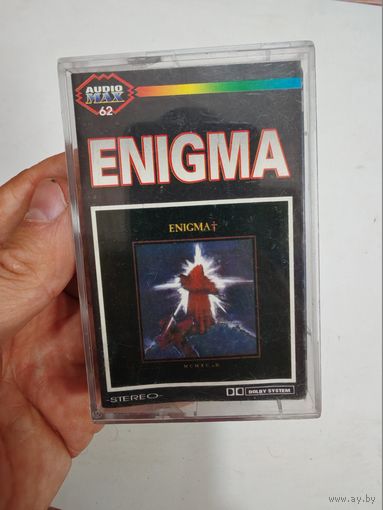 AUDIO
MAX
62
ENIGMA
ENIGMA
MCMXC a.D.
-STEREO-
DOLBY SYSTEM
www.ay.by